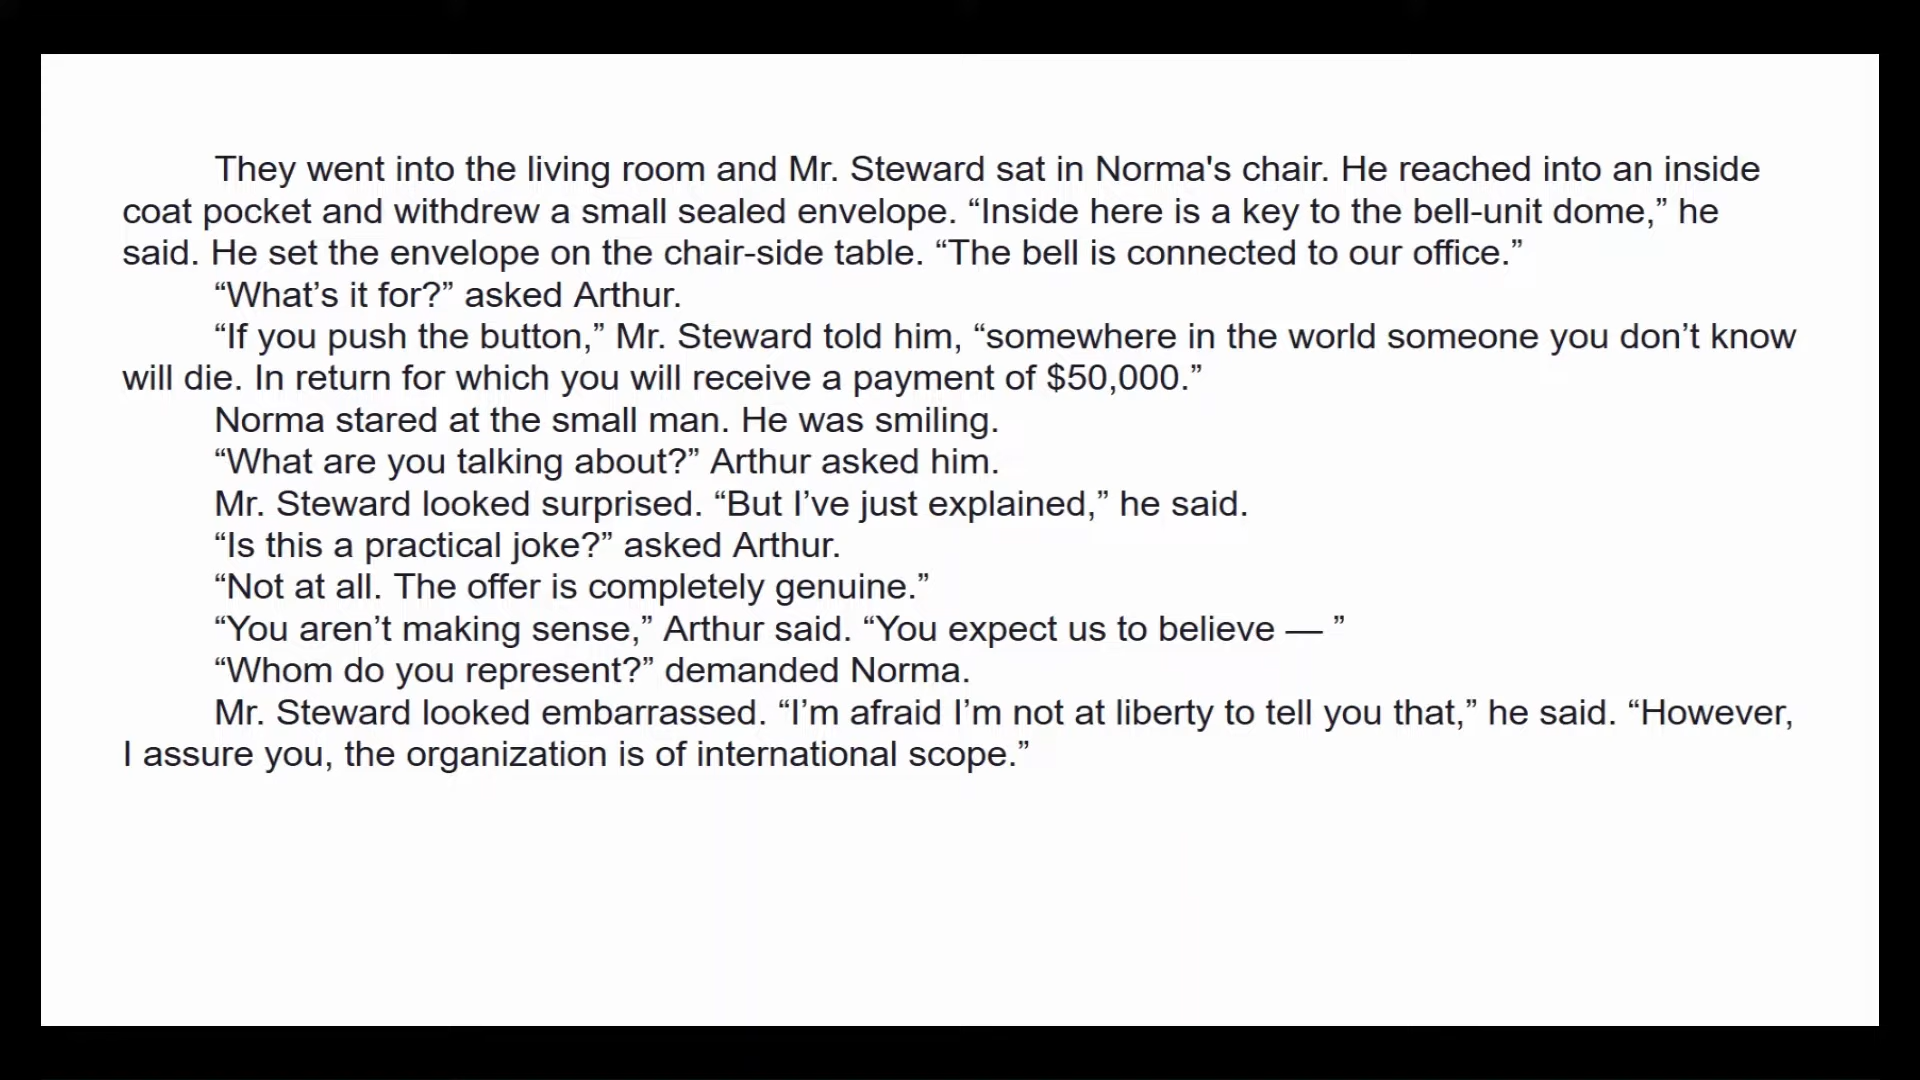 They went into the living room and Mr. Steward sat in Norma's chair. He reached into an inside
coat pocket and withdrew a small sealed envelope. “Inside here is a key to the bell-unit dome,” he
said. He set the envelope on the chair-side table. “The bell is connected to our office.”
“What’s it for?” asked Arthur.
“If you push the button,” Mr. Steward told him, “somewhere in the world someone you don’t know
will die. In return for which you will receive a payment of $50,000.”
Norma stared at the small man. He was smiling.
“What are you talking about?” Arthur asked him.
Mr. Steward looked surprised. “But I’ve just explained,” he said.
“Is this a practical joke?” asked Arthur.
“Not at all. The offer is completely genuine.”
“You aren’t making sense,” Arthur said. “You expect us to believe — ”
“Whom do you represent?” demanded Norma.
Mr. Steward looked embarrassed. “I’m afraid I’m not at liberty to tell you that,” he said. “However,
I assure you, the organization is of international scope.”